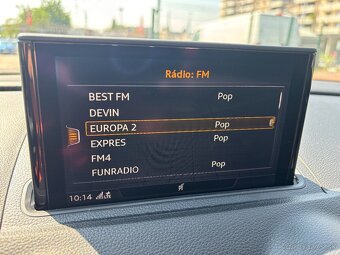 Rádio: FM
BEST FM Pop
DEVIN
EUROPA 2 Pop
EXPRES Pop
FM4
FUNRADIO Pop
10:14